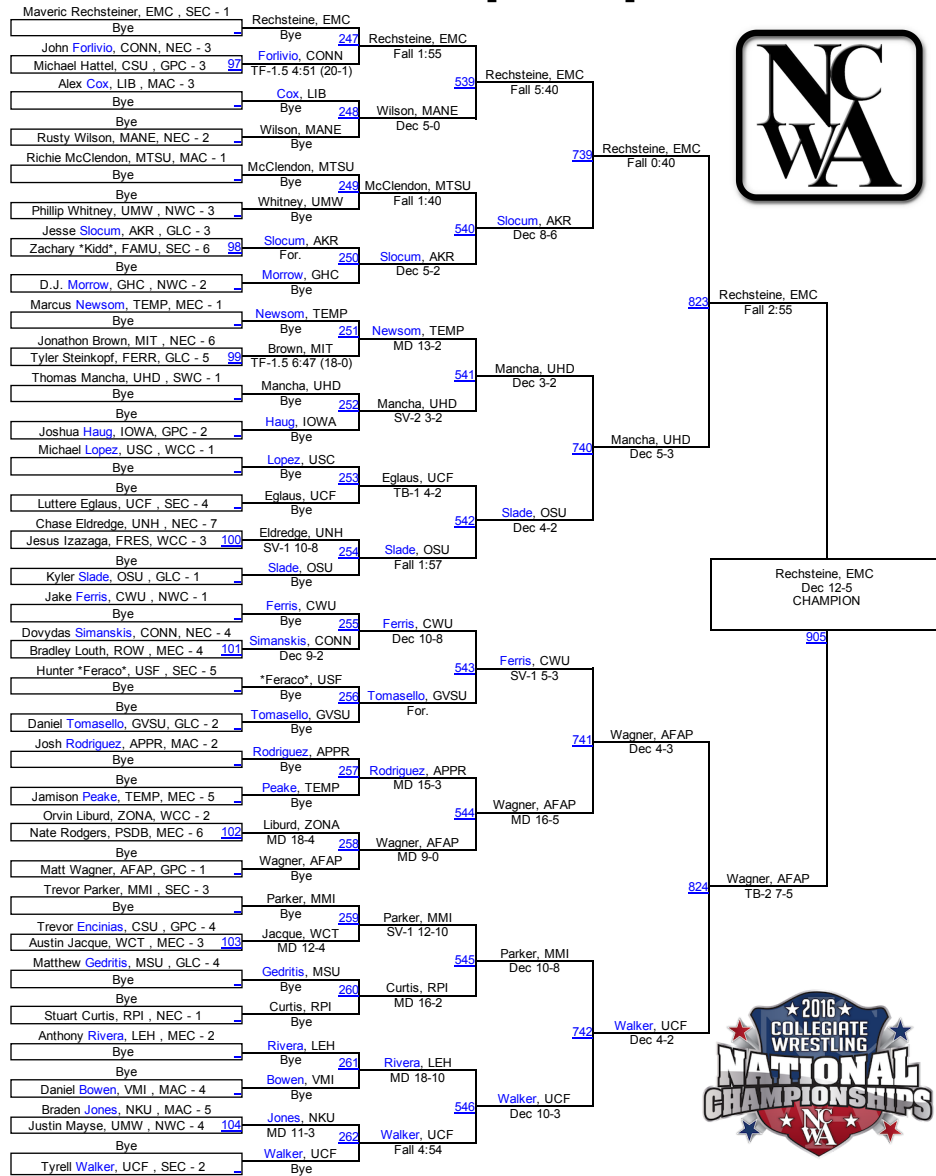 Maveric Rechsteiner, EMC , SEC - 1
Bye
John Forlivio, CONN, NEC - 3
Michael Hattel, CSU , GPC - 3 97
Alex Cox, LIB , MAC - 3
Bye
Bye
Rusty Wilson, MANE, NEC - 2
Richie McClendon, MTSU, MAC - 1
Bye
Bye
Phillip Whitney, UMW , NWC - 3
Jesse Slocum, AKR , GLC - 3
Zachary *Kidd*, FAMU, SEC - 6 98
Bye
D.J. Morrow, GHC , NWC - 2
Marcus Newsom, TEMP, MEC - 1
Bye
Jonathon Brown, MIT , NEC - 6
Tyler Steinkopf, FERR, GLC - 5 99
Thomas Mancha, UHD , SWC - 1
Bye
Bye
Joshua Haug, IOWA, GPC - 2
Michael Lopez, USC , WCC - 1
Bye
Bye
Luttere Eglaus, UCF , SEC - 4
Chase Eldredge, UNH , NEC - 7
Jesus Izazaga, FRES, WCC - 3 100
Bye
Kyler Slade, OSU , GLC - 1
Jake Ferris, CWU , NWC - 1
Bye
Dovydas Simanskis, CONN, NEC - 4
Bradley Louth, ROW , MEC - 4 101
Hunter *Feraco*, USF , SEC - 5
Bye
Bye
Daniel Tomasello, GVSU, GLC - 2
Josh Rodriguez, APPR, MAC - 2
Bye
Bye
Jamison Peake, TEMP, MEC - 5
Orvin Liburd, ZONA, WCC - 2
Nate Rodgers, PSDB, MEC - 6 102
Bye
Matt Wagner, AFAP, GPC - 1
Trevor Parker, MMI , SEC - 3
Bye
Trevor Encinias, CSU , GPC - 4
Austin Jacque, WCT , MEC - 3 103
Matthew Gedritis, MSU , GLC - 4
Bye
Bye
Stuart Curtis, RPI , NEC - 1
Anthony Rivera, LEH , MEC - 2
Bye
Bye
Daniel Bowen, VMI , MAC - 4
Braden Jones, NKU , MAC - 5
Justin Mayse, UMW , NWC - 4 104
Bye
Tyrell Walker, UCF , SEC - 2
Rechsteine, EMC
Bye
247
Forlivio, CONN
TF-1.5 4:51 (20-1)
Cox, LIB
Bye
248
Wilson, MANE
Bye
McClendon, MTSU
Bye
249
Whitney, UMW
Bye
Slocum, AKR
For.
250
Morrow, GHC
Bye
Newsom, TEMP
Bye
251
Brown, MIT
TF-1.5 6:47 (18-0)
Mancha, UHD
Bye
252
Haug, IOWA
Bye
Lopez, USC
Bye
253
Eglaus, UCF
Bye
Eldredge, UNH
SV-1 10-8
254
Slade, OSU
Bye
Ferris, CWU
Bye
255
Simanskis, CONN
Dec 9-2
*Feraco*, USF
Bye
256
Tomasello, GVSU
Bye
Rodriguez, APPR
Bye
257
Peake, TEMP
Bye
Liburd, ZONA
MD 18-4
258
Wagner, AFAP
Bye
Parker, MMI
Bye
259
Jacque, WCT
MD 12-4
Gedritis, MSU
Bye
260
Curtis, RPI
Bye
Rivera, LEH
Bye
261
Bowen, VMI
Bye
Jones, NKU
MD 11-3
262
Walker, UCF
Bye
Rechsteine, EMC
Fall 1:55
539
Wilson, MANE
Dec 5-0
McClendon, MTSU
Fall 1:40
540
Slocum, AKR
Dec 5-2
Newsom, TEMP
MD 13-2
541
Mancha, UHD
SV-2 3-2
Eglaus, UCF
TB-1 4-2
542
Slade, OSU
Fall 1:57
Ferris, CWU
Dec 10-8
543
Tomasello, GVSU
For.
Rodriguez, APPR
MD 15-3
544
Wagner, AFAP
MD 9-0
Parker, MMI
SV-1 12-10
545
Curtis, RPI
MD 16-2
Rivera, LEH
MD 18-10
546
Walker, UCF
Fall 4:54
Rechsteine, EMC
Fall 5:40
739
Slocum, AKR
Dec 8-6
Mancha, UHD
Dec 3-2
740
Slade, OSU
Dec 4-2
Ferris, CWU
SV-1 5-3
741
Wagner, AFAP
MD 16-5
Parker, MMI
Dec 10-8
742
Walker, UCF
Dec 10-3
Rechsteine, EMC
Fall 0:40
823
Mancha, UHD
Dec 5-3
Wagner, AFAP
Dec 4-3
824
Walker, UCF
Dec 4-2
Rechsteine, EMC
Fall 2:55
Wagner, AFAP
TB-2 7-5
Rechsteine, EMC
Dec 12-5
CHAMPION
905
NCWA
2016
COLLEGIATE
WRESTLING
NATIONAL
CHAMPIONSHIPS
NCWA